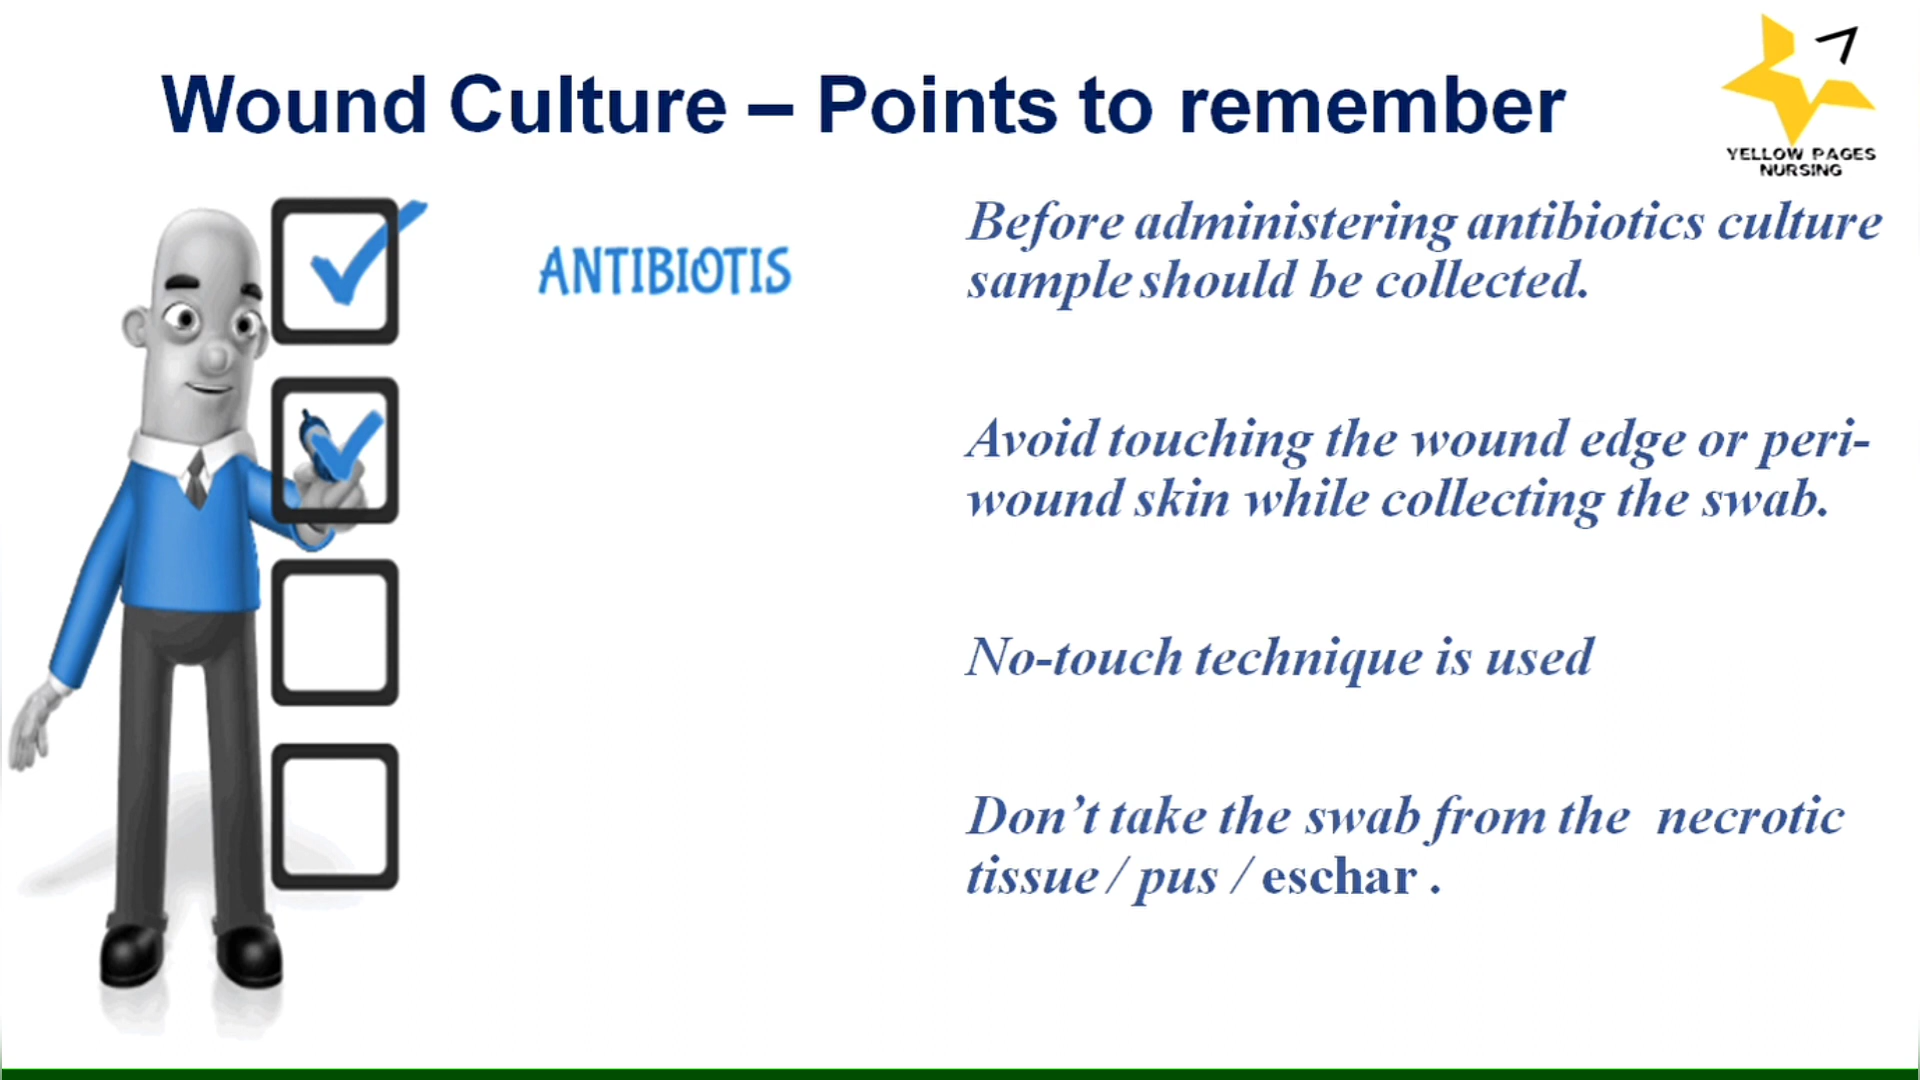 Wound Culture – Points to remember
YELLOW PAGES
NURSING
ANTIBIOTIS
Before administering antibiotics culture
sample should be collected.
Avoid touching the wound edge or peri-
wound skin while collecting the swab.
No-touch technique is used
Don’t take the swab from the necrotic
tissue / pus / eschar .